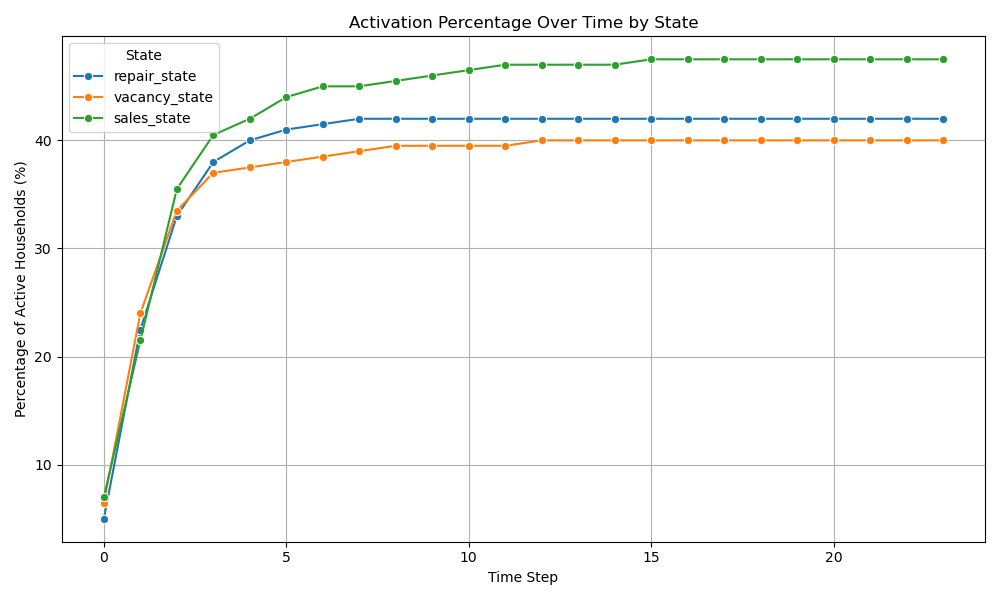 Activation Percentage Over Time by State
State
repair_state
vacancy_state
sales_state
Percentage of Active Households (%)
40
30
20
10
0 5 10 15 20
Time Step